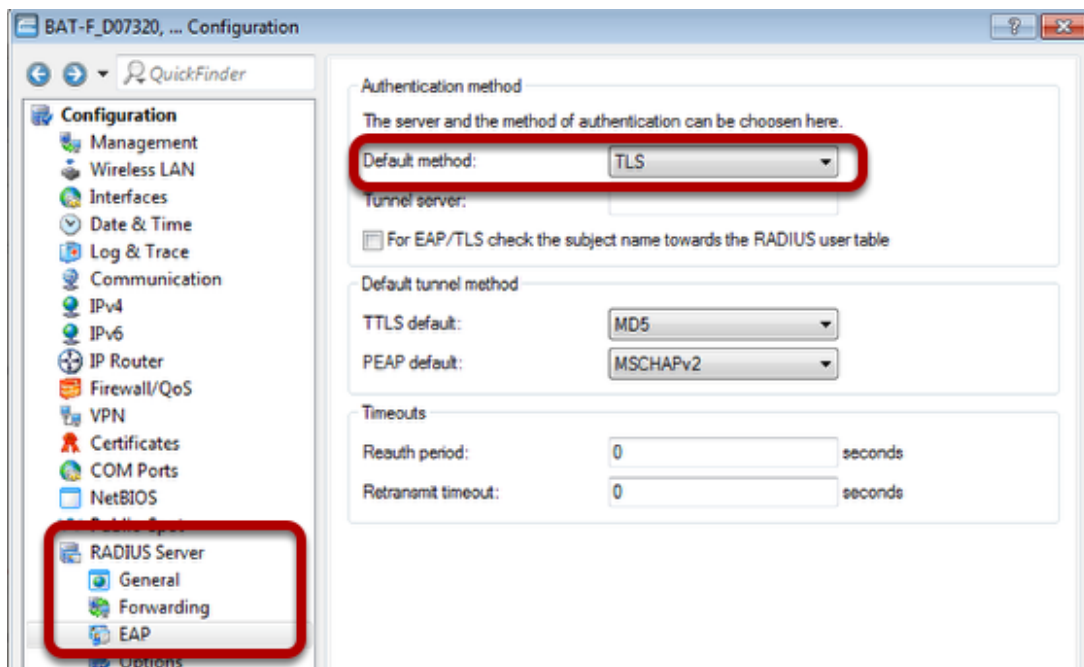 BAT-F_D07320, ... Configuration
QuickFinder
Configuration
Management
Wireless LAN
Interfaces
Date & Time
Log & Trace
Communication
IPv4
IPv6
IP Router
Firewall/QoS
VPN
Certificates
COM Ports
NetBIOS
Public Spot
RADIUS Server
General
Forwarding
EAP
Options
Authentication method
The server and the method of authentication can be choosen here.
Default method: TLS
Tunnel server:
For EAP/TLS check the subject name towards the RADIUS user table
Default tunnel method
TTLS default: MD5
PEAP default: MSCHAPv2
Timeouts
Reauth period: 0 seconds
Retransmit timeout: 0 seconds